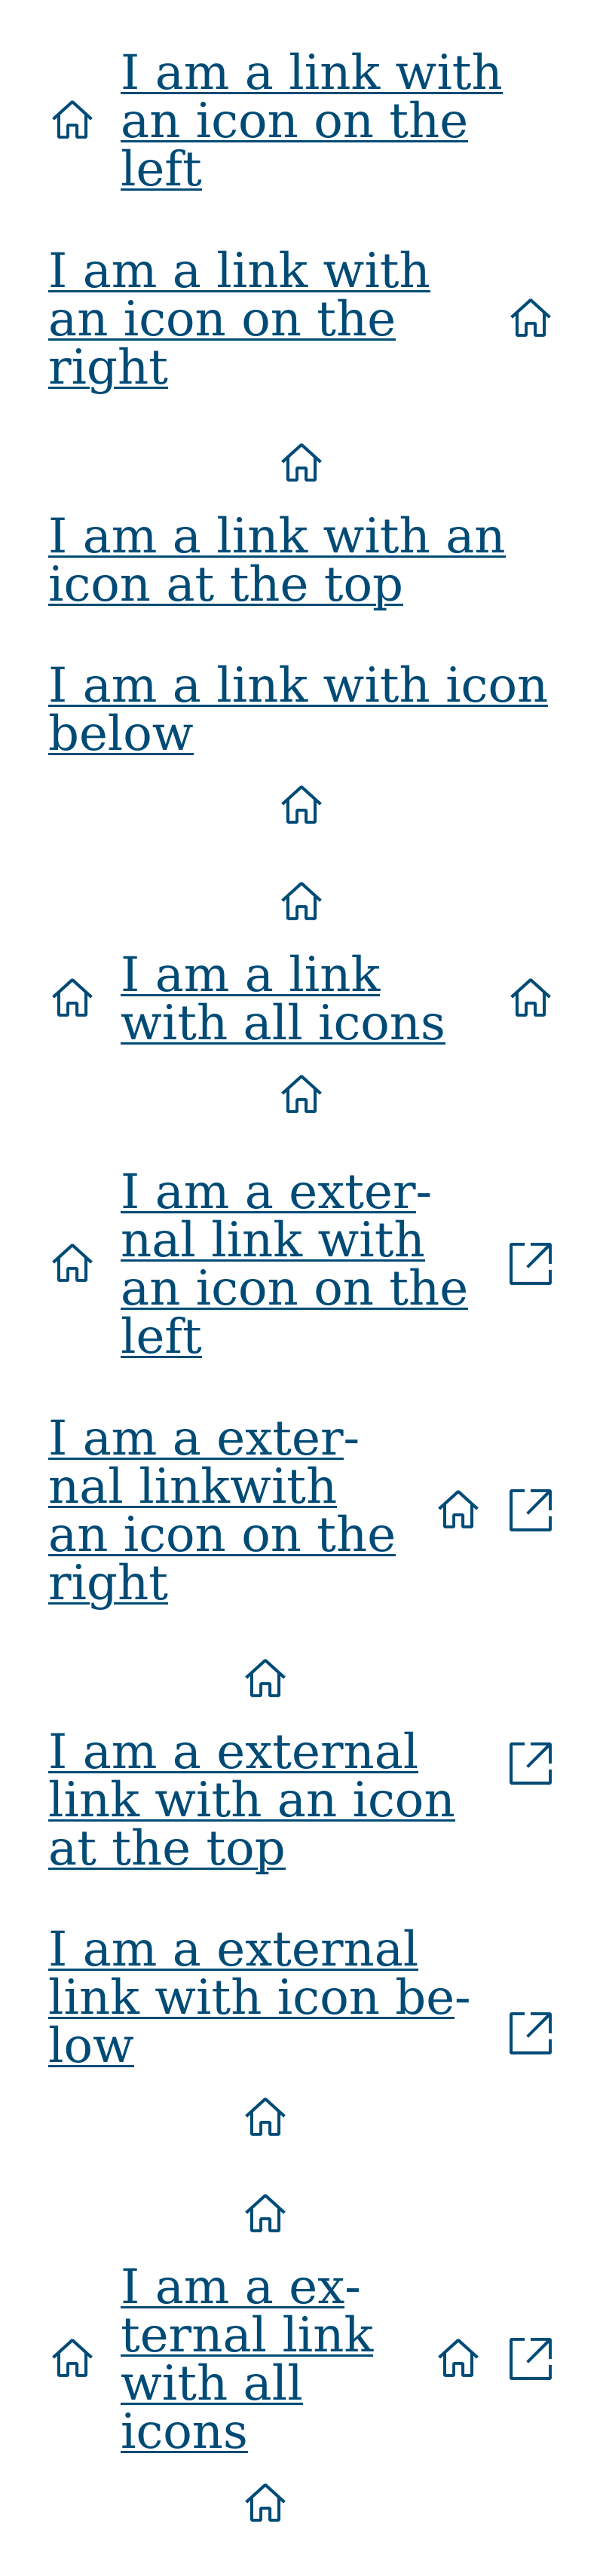 I am a link with
an icon on the
left
I am a link with
an icon on the
right
I am a link with an
icon at the top
I am a link with icon
below
I am a link
with all icons
I am a exter-
nal link with
an icon on the
left
I am a exter-
nal linkwith
an icon on the
right
I am a external
link with an icon
at the top
I am a external
link with icon be-
low
I am a ex-
ternal link
with all
icons